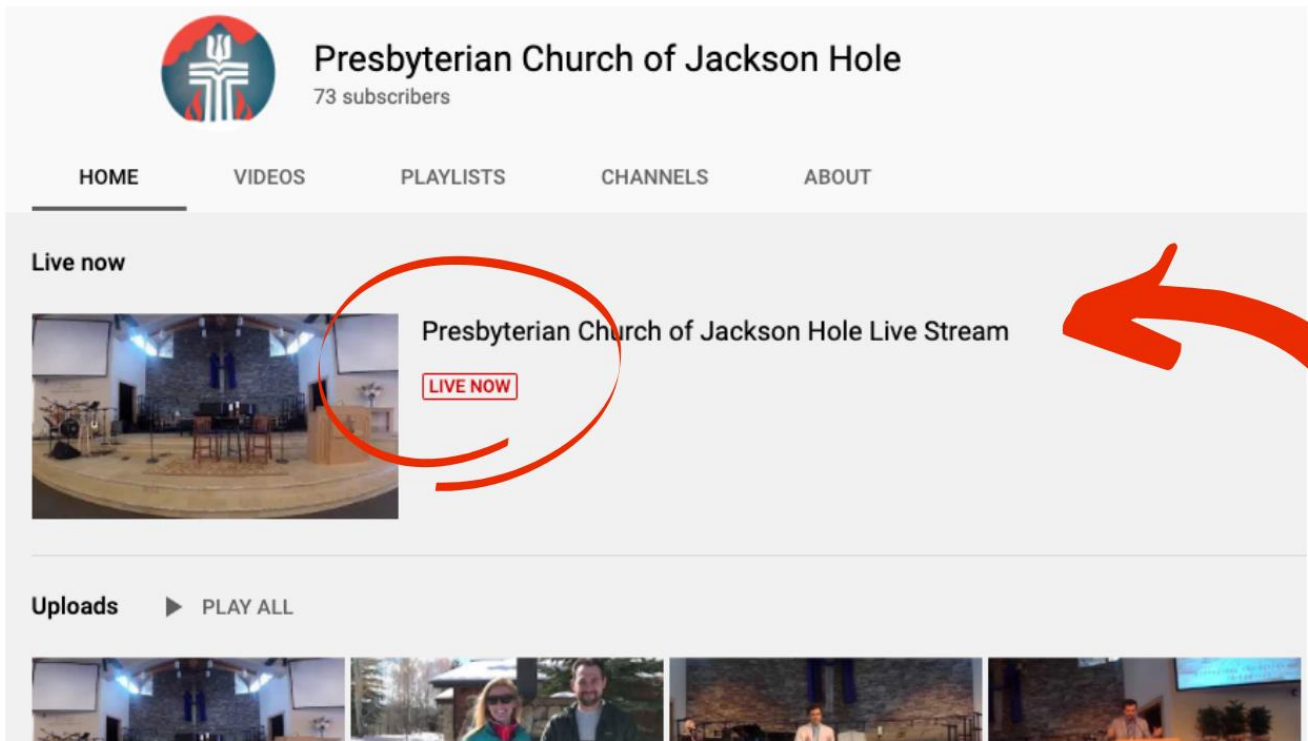 Presbyterian Church of Jackson Hole
73 subscribers
HOME VIDEOS PLAYLISTS CHANNELS ABOUT
Live now
Presbyterian Church of Jackson Hole Live Stream
LIVE NOW
Uploads PLAY ALL